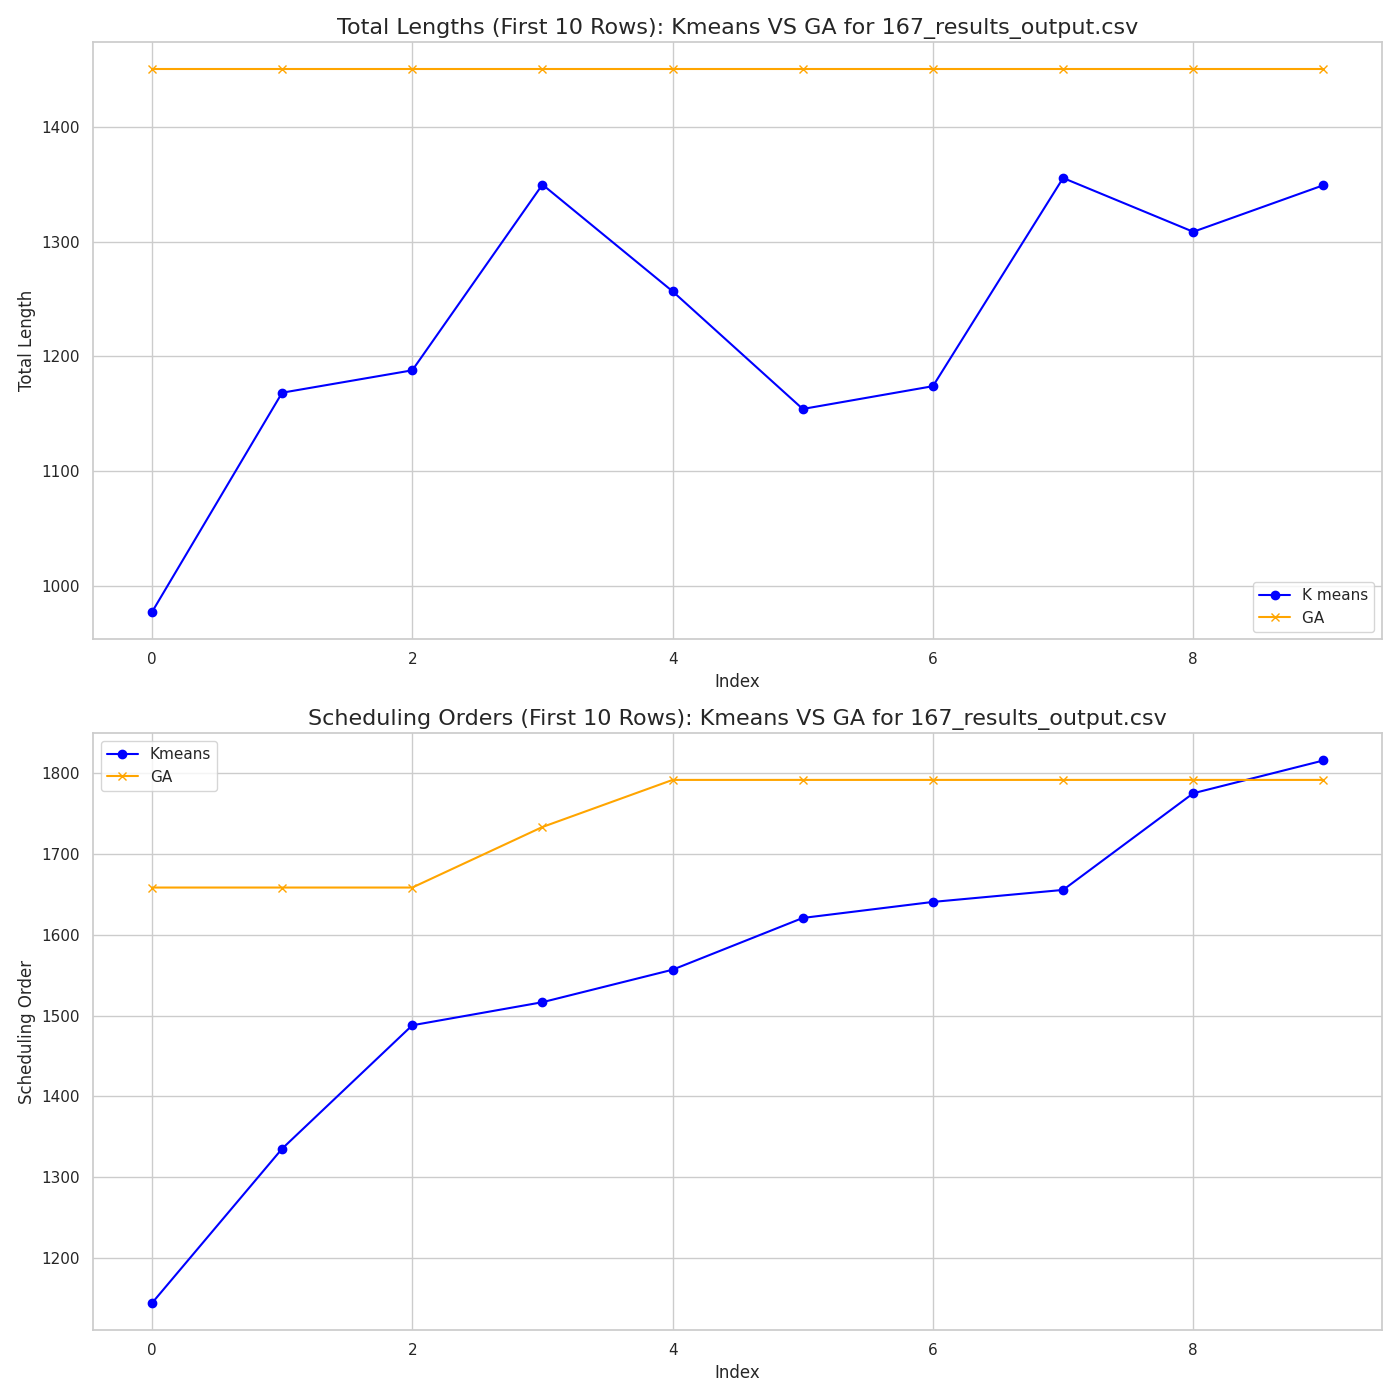 Total Lengths (First 10 Rows): Kmeans VS GA for 167_results_output.csv
Total Length
1400
1300
1200
1100
1000
K means
GA
0 2 4 6 8
Index
Scheduling Orders (First 10 Rows): Kmeans VS GA for 167_results_output.csv
Kmeans
GA
Scheduling Order
1800
1700
1600
1500
1400
1300
1200
0 2 4 6 8
Index